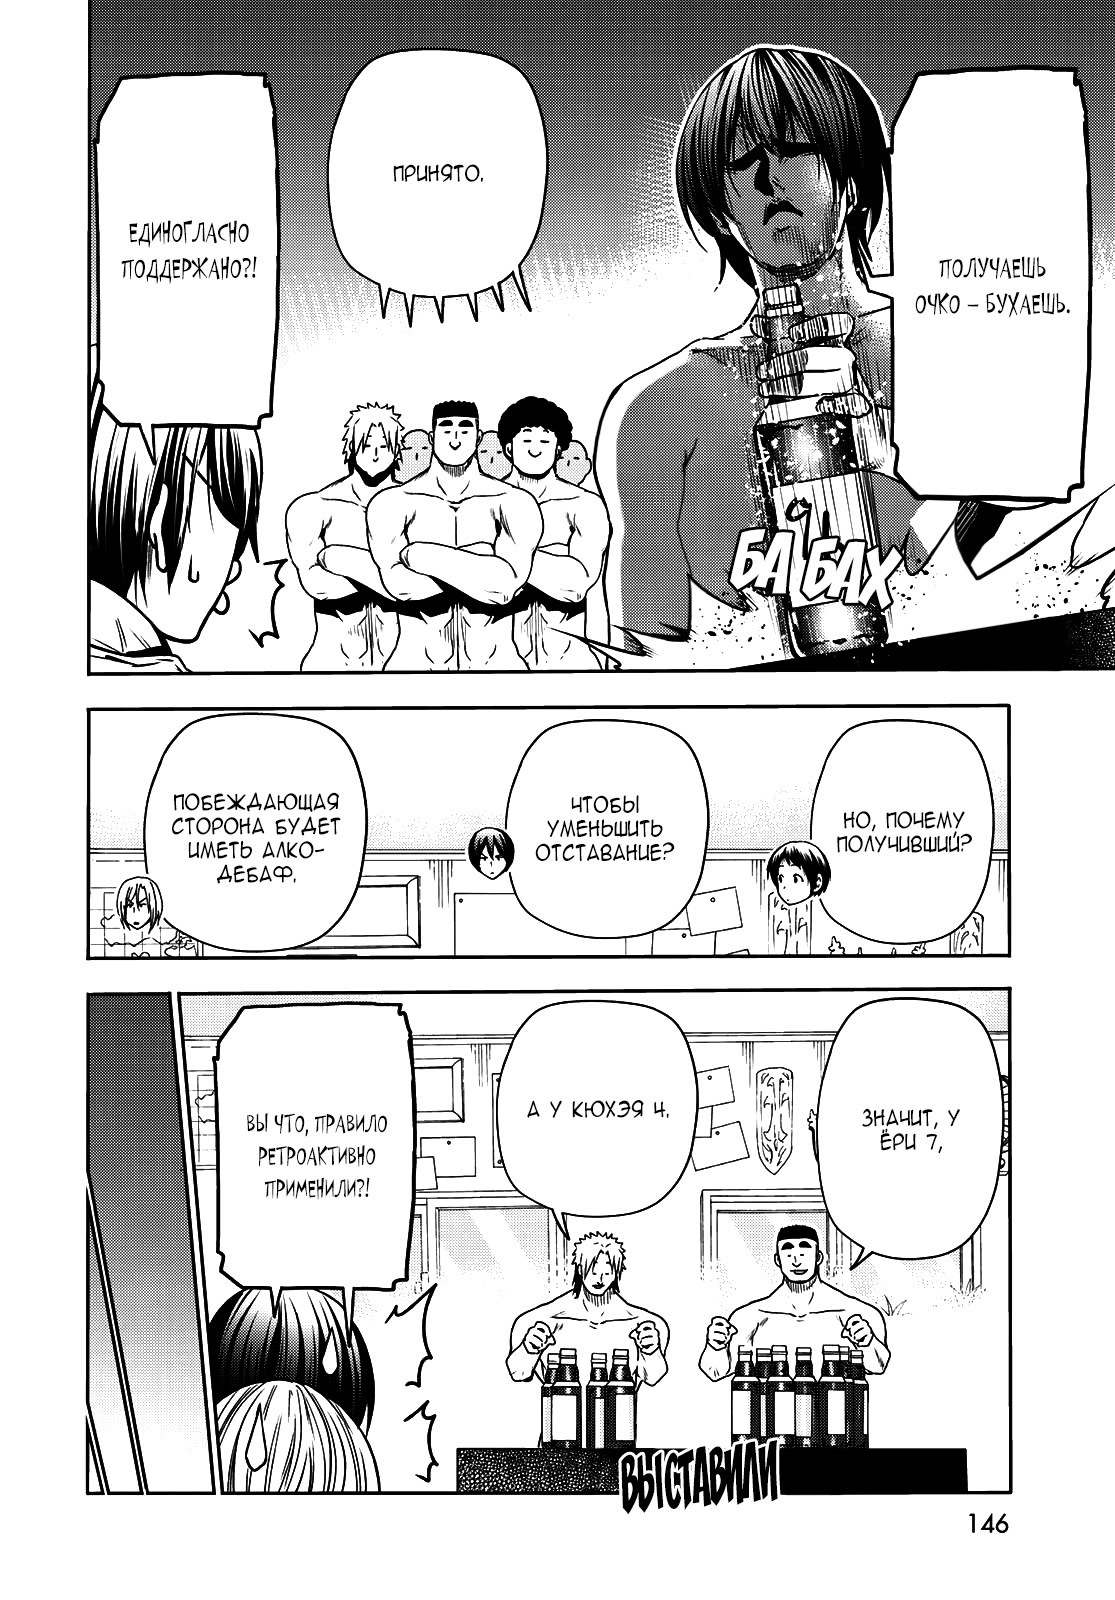 ПОЛУЧАЕШЬ
ОЧКО – БУХАЕШЬ.
БА БАХ
ПРИНЯТО.
ЕДИНОГЛАСНО
ПОДДЕРЖАНО?!
НО, ПОЧЕМУ
ПОЛУЧИВШИЙ?
ЧТОБЫ
УМЕНЬШИТЬ
ОТСТАВАНИЕ?
ПОБЕЖДАЮЩАЯ
СТОРОНА БУДЕТ
ИМЕТЬ АЛКО-
ДЕБАФ.
ЗНАЧИТ, У
ЁРИ 7,
А У КЮХЭЯ 4.
ВЫ ЧТО, ПРАВИЛО
РЕТРОАКТИВНО
ПРИМЕНИЛИ?!
ВЫСТАВИЛИ
146